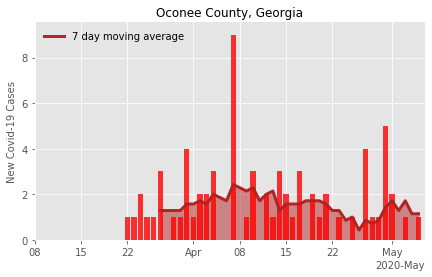 Oconee County, Georgia
7 day moving average
New Covid-19 Cases
8
6
4
2
0
08 15 22 Apr 08 15 22 May
2020-May